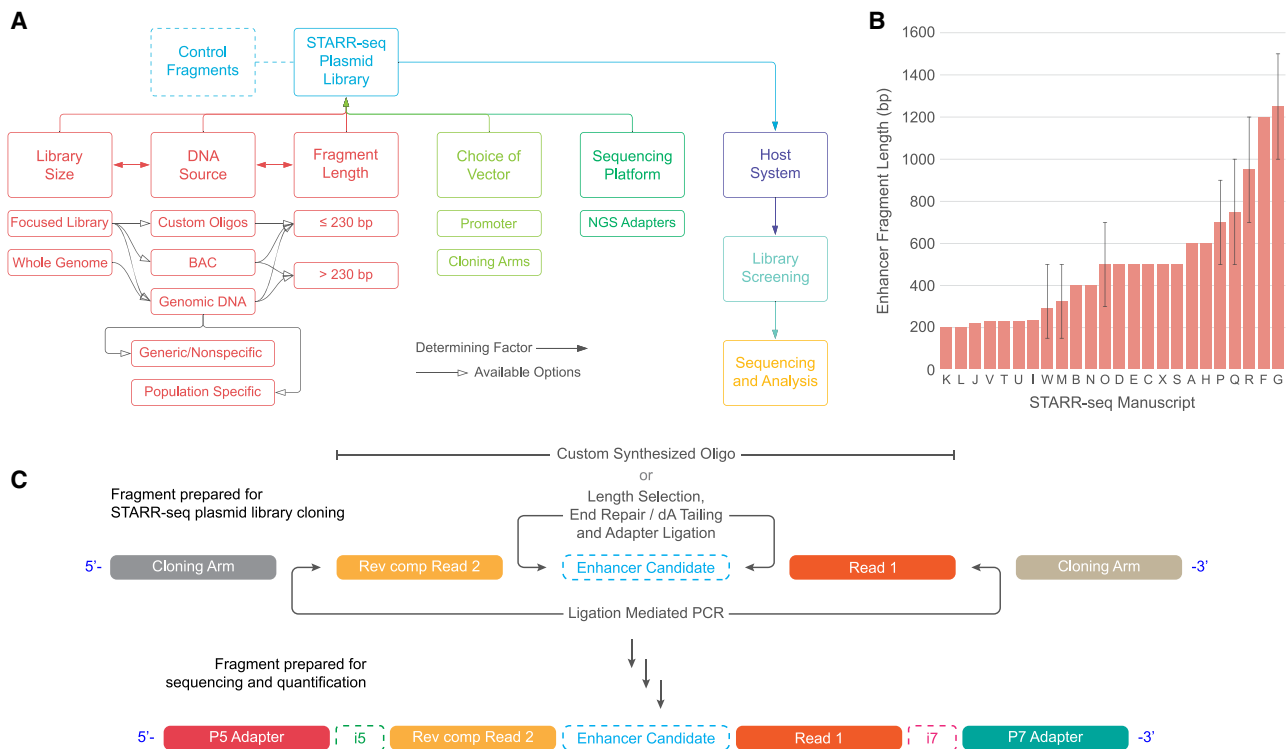 A
Control
Fragments
STARR-seq
Plasmid
Library
Library
Size
DNA
Source
Fragment
Length
Choice of
Vector
Sequencing
Platform
Host
System
Focused Library
Custom Oligos
≤ 230 bp
Promoter
NGS Adapters
Whole Genome
BAC
> 230 bp
Cloning Arms
Library
Screening
Genomic DNA
Generic/Nonspecific
Population Specific
Determining Factor
Available Options
Sequencing
and Analysis
B
Enhancer Fragment Length (bp)
1600
1400
1200
1000
800
600
400
200
0
K L J V T U I W M B N O D E C X S A H P Q R F G
STARR-seq Manuscript
C
Custom Synthesized Oligo
or
Length Selection,
End Repair / dA Tailing
and Adapter Ligation
Fragment prepared for
STARR-seq plasmid library cloning
5'- Cloning Arm Rev comp Read 2 Enhancer Candidate Read 1 Cloning Arm -3'
Ligation Mediated PCR
Fragment prepared for
sequencing and quantification
5'- P5 Adapter i5 Rev comp Read 2 Enhancer Candidate Read 1 i7 P7 Adapter -3'